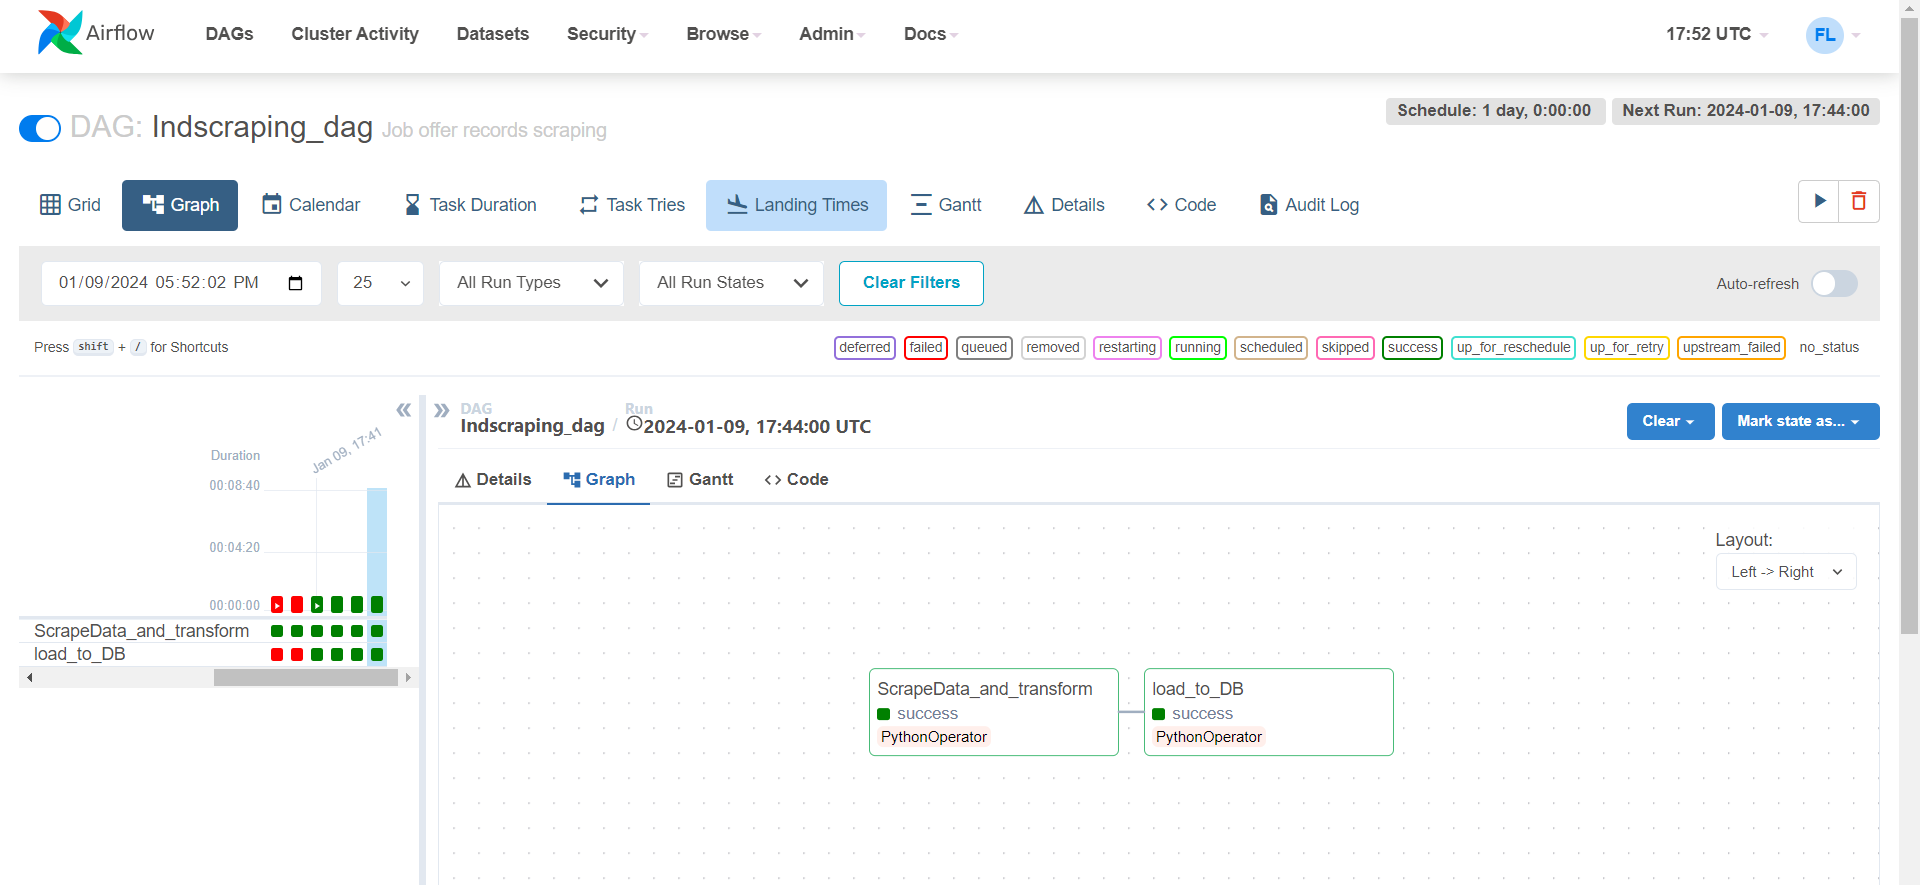 Airflow DAGs Cluster Activity Datasets Security Browse Admin Docs 17:52 UTC FL
Schedule: 1 day, 0:00:00 Next Run: 2024-01-09, 17:44:00
DAG: Indscraping_dag Job offer records scraping
Grid Graph Calendar Task Duration Task Tries Landing Times Gantt Details Code Audit Log
01/09/2024 05:52:02 PM 25 All Run Types All Run States Clear Filters Auto-refresh
Press shift + / for Shortcuts deferred failed queued removed restarting running scheduled skipped success up_for_reschedule up_for_retry upstream_failed no_status
DAG Run
Indscraping_dag / 2024-01-09, 17:44:00 UTC Clear Mark state as...
Jan 09, 17:41
Duration
00:08:40
00:04:20
00:00:00
ScrapeData_and_transform
load_to_DB
Details Graph Gantt Code
Layout:
Left -> Right
ScrapeData_and_transform
success
PythonOperator
load_to_DB
success
PythonOperator